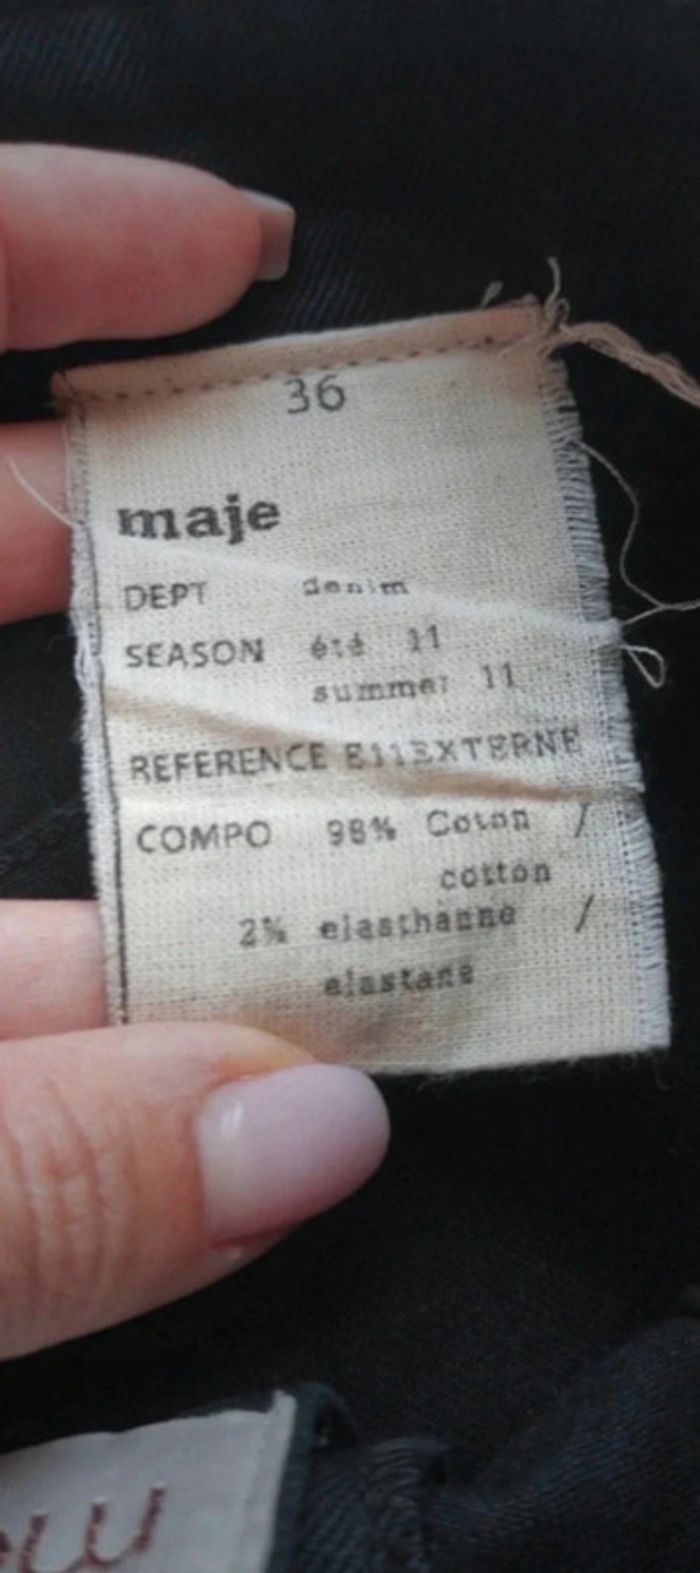 36
maje
DEPT denim
SEASON été 11
summer 11
REFERENCE E11EXTERNE
COMPO 98% Coton /
cotton
2% elasthanne /
elastane